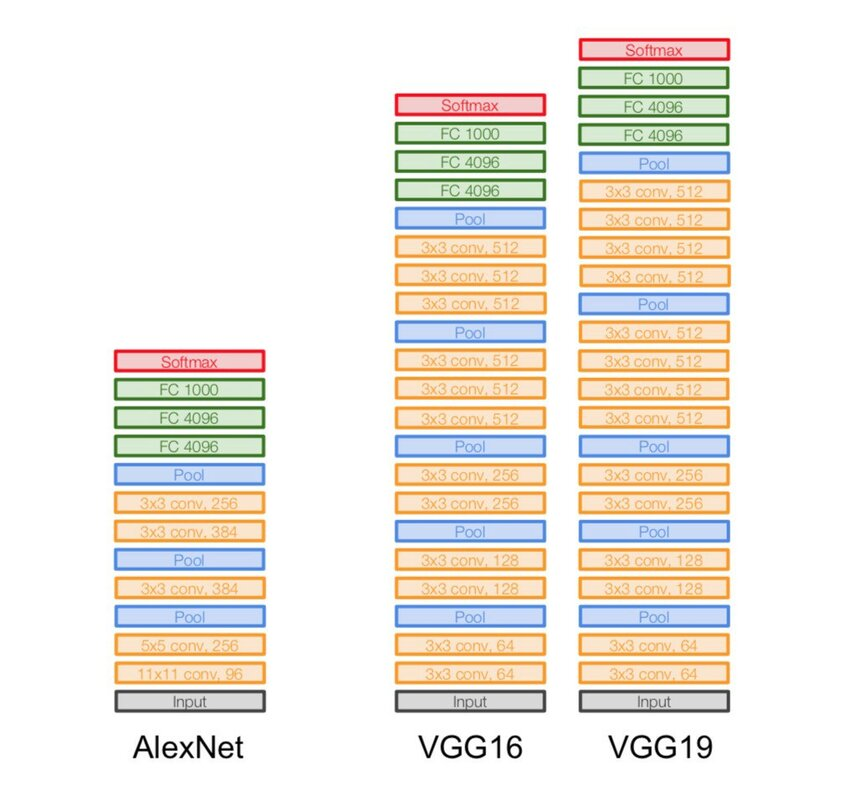 Softmax
FC 1000
FC 4096
FC 4096
Pool
3x3 conv, 256
3x3 conv, 384
Pool
3x3 conv, 384
Pool
5x5 conv, 256
11x11 conv, 96
Input
AlexNet
Softmax
FC 1000
FC 4096
FC 4096
Pool
3x3 conv, 512
3x3 conv, 512
3x3 conv, 512
Pool
3x3 conv, 512
3x3 conv, 512
3x3 conv, 512
Pool
3x3 conv, 256
3x3 conv, 256
Pool
3x3 conv, 128
3x3 conv, 128
Pool
3x3 conv, 64
3x3 conv, 64
Input
VGG16
Softmax
FC 1000
FC 4096
FC 4096
Pool
3x3 conv, 512
3x3 conv, 512
3x3 conv, 512
3x3 conv, 512
Pool
3x3 conv, 512
3x3 conv, 512
3x3 conv, 512
3x3 conv, 512
Pool
3x3 conv, 256
3x3 conv, 256
Pool
3x3 conv, 128
3x3 conv, 128
Pool
3x3 conv, 64
3x3 conv, 64
Input
VGG19